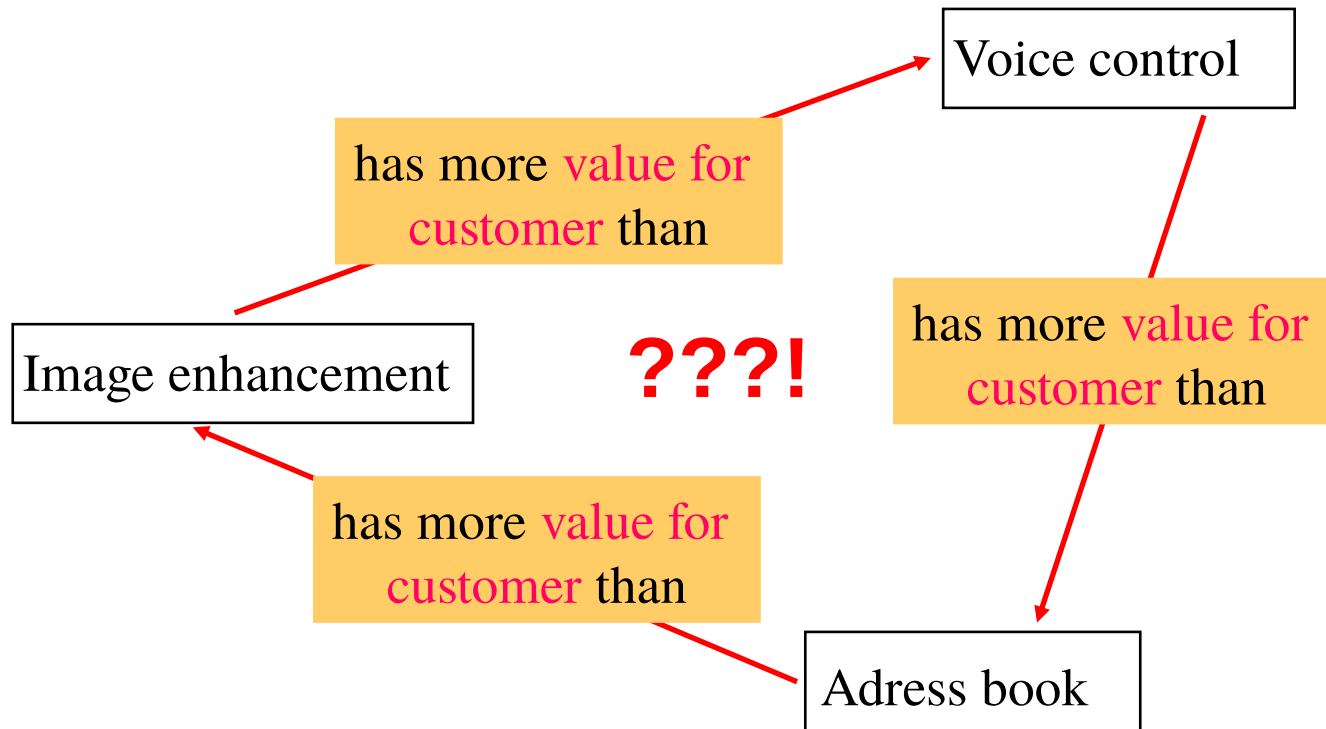 Voice control
has more value for
customer than
has more value for
customer than
Image enhancement
???!
has more value for
customer than
Adress book